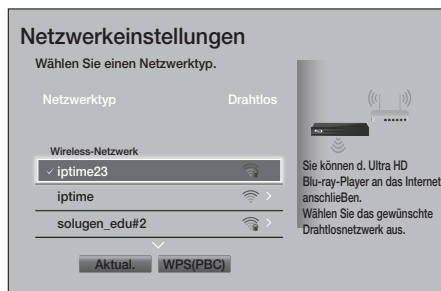 Netzwerkeinstellungen
Wählen Sie einen Netzwerktyp.
Netzwerktyp Drahtlos
Wireless-Netzwerk
iptime23
iptime
solugen_edu#2
Aktual. WPS(PBC)
Sie können d. Ultra HD
Blu-ray-Player an das Internet
anschließen.
Wählen Sie das gewünschte
Drahtlosnetzwerk aus.